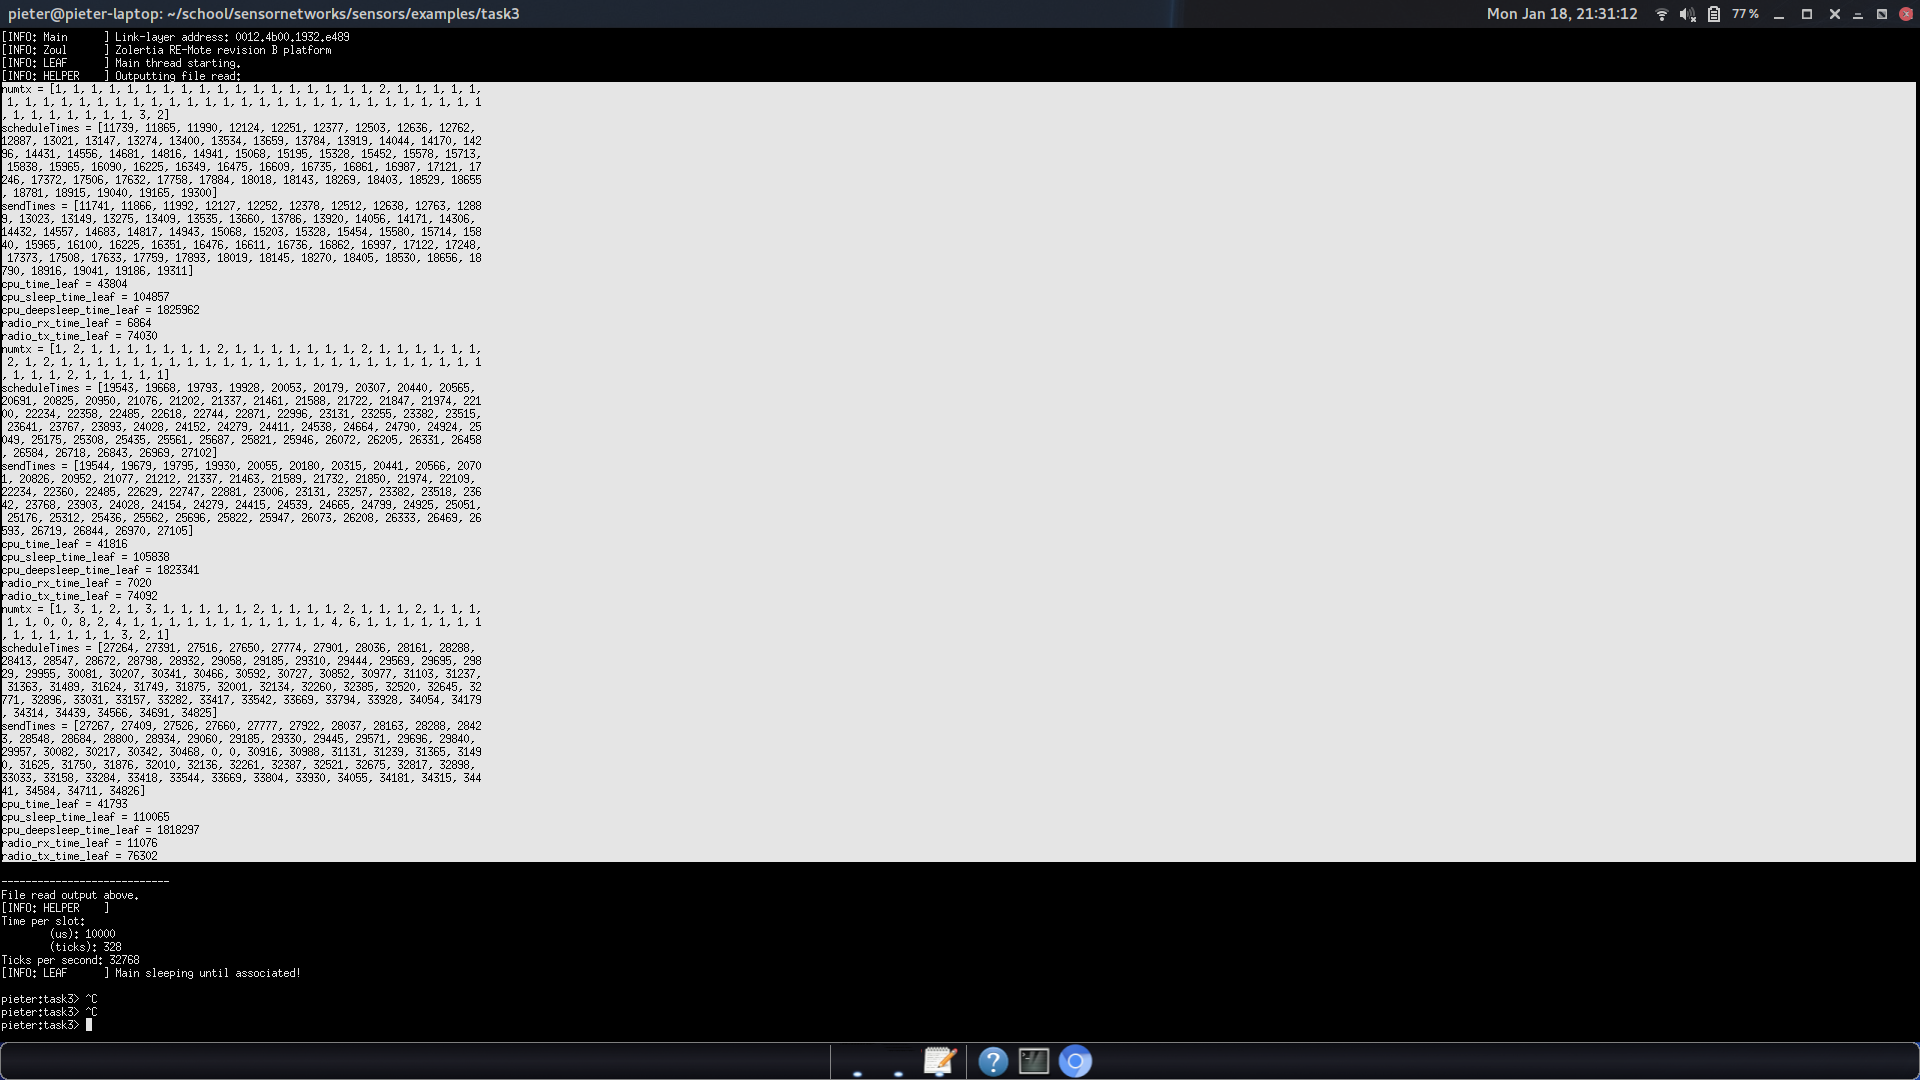 pieter@pieter-laptop: ~/school/sensornetworks/sensors/examples/task3
Mon Jan 18, 21:31:12
77%
[INFO: Main      ] Link-layer address: 0012.4b00.1932.e489
[INFO: Zoul      ] Zolertia RE-Mote revision B platform
[INFO: LEAF      ] Main thread starting.
[INFO: HELPER    ] Outputting file read:
numtx = [1, 1, 1, 1, 1, 1, 1, 1, 1, 1, 1, 1, 1, 1, 1, 1, 1, 1, 2, 1, 1, 1, 1, 1,
 1, 1, 1, 1, 1, 1, 1, 1, 1, 1, 1, 1, 1, 1, 1, 1, 1, 1, 1, 1, 1, 1, 1, 1, 1, 1, 1
, 1, 1, 1, 1, 1, 1, 1, 3, 2]
scheduleTimes = [11739, 11865, 11990, 12124, 12251, 12377, 12503, 12636, 12762,
12887, 13021, 13147, 13274, 13400, 13534, 13659, 13784, 13919, 14044, 14170, 142
96, 14431, 14556, 14681, 14816, 14941, 15068, 15195, 15328, 15452, 15578, 15713,
 15838, 15965, 16090, 16225, 16349, 16475, 16609, 16735, 16861, 16987, 17121, 17
246, 17372, 17506, 17632, 17758, 17884, 18018, 18143, 18269, 18403, 18529, 18655
, 18781, 18915, 19040, 19165, 19300]
sendTimes = [11741, 11866, 11992, 12127, 12252, 12378, 12512, 12638, 12763, 1288
9, 13023, 13149, 13275, 13409, 13535, 13660, 13786, 13920, 14056, 14171, 14306,
14432, 14557, 14683, 14817, 14943, 15068, 15203, 15328, 15454, 15580, 15714, 158
40, 15965, 16100, 16225, 16351, 16476, 16611, 16736, 16862, 16997, 17122, 17248,
 17373, 17508, 17633, 17759, 17893, 18019, 18145, 18270, 18405, 18530, 18656, 18
790, 18916, 19041, 19186, 19311]
cpu_time_leaf = 43804
cpu_sleep_time_leaf = 104857
cpu_deepsleep_time_leaf = 1825962
radio_rx_time_leaf = 6864
radio_tx_time_leaf = 74030
numtx = [1, 2, 1, 1, 1, 1, 1, 1, 1, 2, 1, 1, 1, 1, 1, 1, 1, 2, 1, 1, 1, 1, 1, 1,
 2, 1, 2, 1, 1, 1, 1, 1, 1, 1, 1, 1, 1, 1, 1, 1, 1, 1, 1, 1, 1, 1, 1, 1, 1, 1, 1
, 1, 1, 1, 2, 1, 1, 1, 1, 1]
scheduleTimes = [19543, 19668, 19793, 19928, 20053, 20179, 20307, 20440, 20565,
20691, 20825, 20950, 21076, 21202, 21337, 21461, 21588, 21722, 21847, 21974, 221
00, 22234, 22358, 22485, 22618, 22744, 22871, 22996, 23131, 23255, 23382, 23515,
 23641, 23767, 23893, 24028, 24152, 24279, 24411, 24538, 24664, 24790, 24924, 25
049, 25175, 25308, 25435, 25561, 25687, 25821, 25946, 26072, 26205, 26331, 26458
, 26584, 26718, 26843, 26969, 27102]
sendTimes = [19544, 19679, 19795, 19930, 20055, 20180, 20315, 20441, 20566, 2070
1, 20826, 20952, 21077, 21212, 21337, 21463, 21589, 21732, 21850, 21974, 22109,
22234, 22360, 22485, 22629, 22747, 22881, 23006, 23131, 23257, 23382, 23518, 236
42, 23768, 23903, 24028, 24154, 24279, 24415, 24539, 24665, 24799, 24925, 25051,
 25176, 25312, 25436, 25562, 25696, 25822, 25947, 26073, 26208, 26333, 26469, 26
593, 26719, 26844, 26970, 27105]
cpu_time_leaf = 41816
cpu_sleep_time_leaf = 105838
cpu_deepsleep_time_leaf = 1823341
radio_rx_time_leaf = 7020
radio_tx_time_leaf = 74092
numtx = [1, 3, 1, 2, 1, 3, 1, 1, 1, 1, 1, 2, 1, 1, 1, 1, 2, 1, 1, 1, 2, 1, 1, 1,
 1, 1, 0, 0, 8, 2, 4, 1, 1, 1, 1, 1, 1, 1, 1, 1, 1, 1, 4, 6, 1, 1, 1, 1, 1, 1, 1
, 1, 1, 1, 1, 1, 1, 3, 2, 1]
scheduleTimes = [27264, 27391, 27516, 27650, 27774, 27901, 28036, 28161, 28288,
28413, 28547, 28672, 28798, 28932, 29058, 29185, 29310, 29444, 29569, 29695, 298
29, 29955, 30081, 30207, 30341, 30466, 30592, 30727, 30852, 30977, 31103, 31237,
 31363, 31489, 31624, 31749, 31875, 32001, 32134, 32260, 32385, 32520, 32645, 32
771, 32896, 33031, 33157, 33282, 33417, 33542, 33669, 33794, 33928, 34054, 34179
, 34314, 34439, 34566, 34691, 34825]
sendTimes = [27267, 27409, 27526, 27660, 27777, 27922, 28037, 28163, 28288, 2842
3, 28548, 28684, 28800, 28934, 29060, 29185, 29330, 29445, 29571, 29696, 29840,
29957, 30082, 30217, 30342, 30468, 0, 0, 30916, 30988, 31131, 31239, 31365, 3149
0, 31625, 31750, 31876, 32010, 32136, 32261, 32387, 32521, 32675, 32817, 32898,
33033, 33158, 33284, 33418, 33544, 33669, 33804, 33930, 34055, 34181, 34315, 344
41, 34584, 34711, 34826]
cpu_time_leaf = 41793
cpu_sleep_time_leaf = 110065
cpu_deepsleep_time_leaf = 1818297
radio_rx_time_leaf = 11076
radio_tx_time_leaf = 76302
----------------------------
File read output above.
[INFO: HELPER    ]
Time per slot:
        (us): 10000
        (ticks): 328
Ticks per second: 32768
[INFO: LEAF      ] Main sleeping until associated!
pieter:task3> ^C
pieter:task3> ^C
pieter:task3>